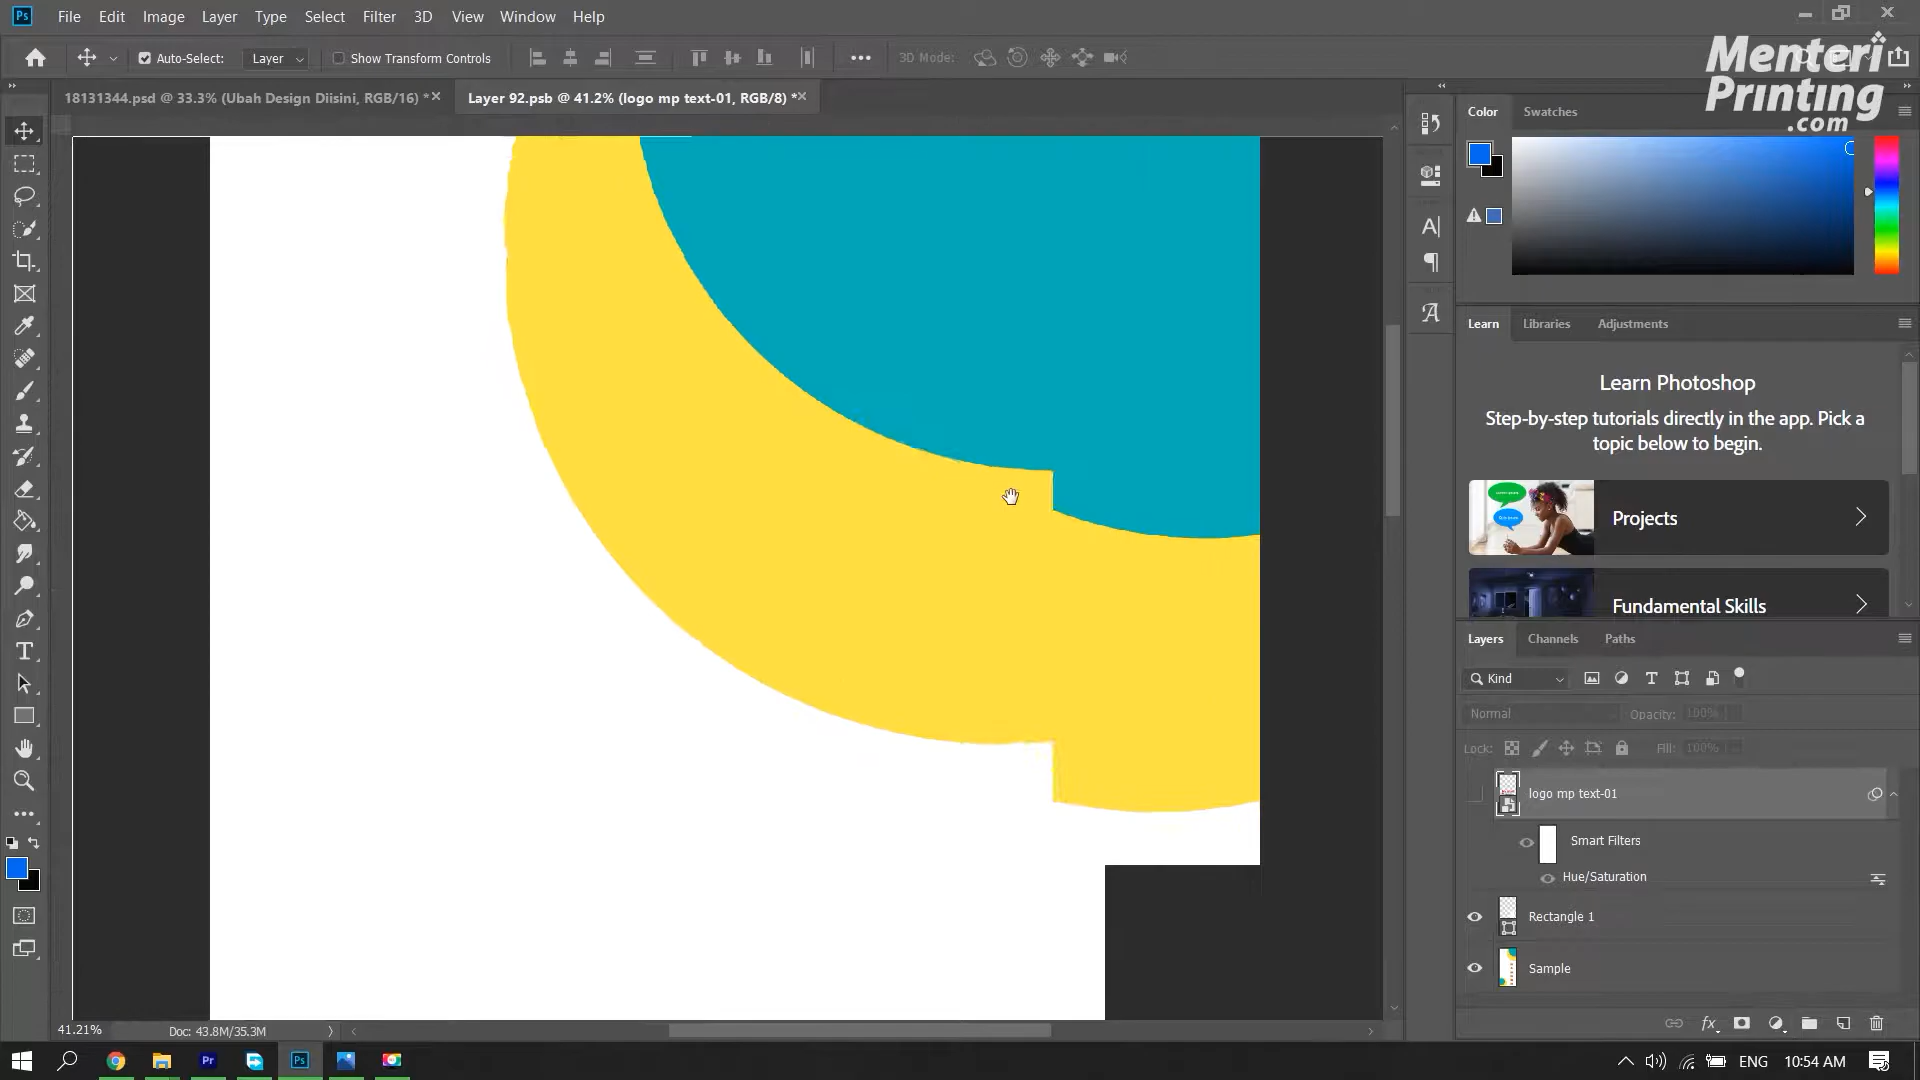 Ps File Edit Image Layer Type Select Filter 3D View Window Help
Auto-Select: Layer Show Transform Controls 3D Mode:
Menteri
Printing
.com
18131344.psd @ 33.3% (Ubah Design Diisini, RGB/16) * Layer 92.psb @ 41.2% (logo mp text-01, RGB/8) *
Color Swatches
Learn Libraries Adjustments
Learn Photoshop
Step-by-step tutorials directly in the app. Pick a
topic below to begin.
Projects
Fundamental Skills
Layers Channels Paths
Kind
Normal Opacity: 100%
Lock: Fill: 100%
logo mp text-01
Smart Filters
Hue/Saturation
Rectangle 1
Sample
fx
41.21% Doc: 43.8M/35.3M
Pr Ps ENG 10:54 AM